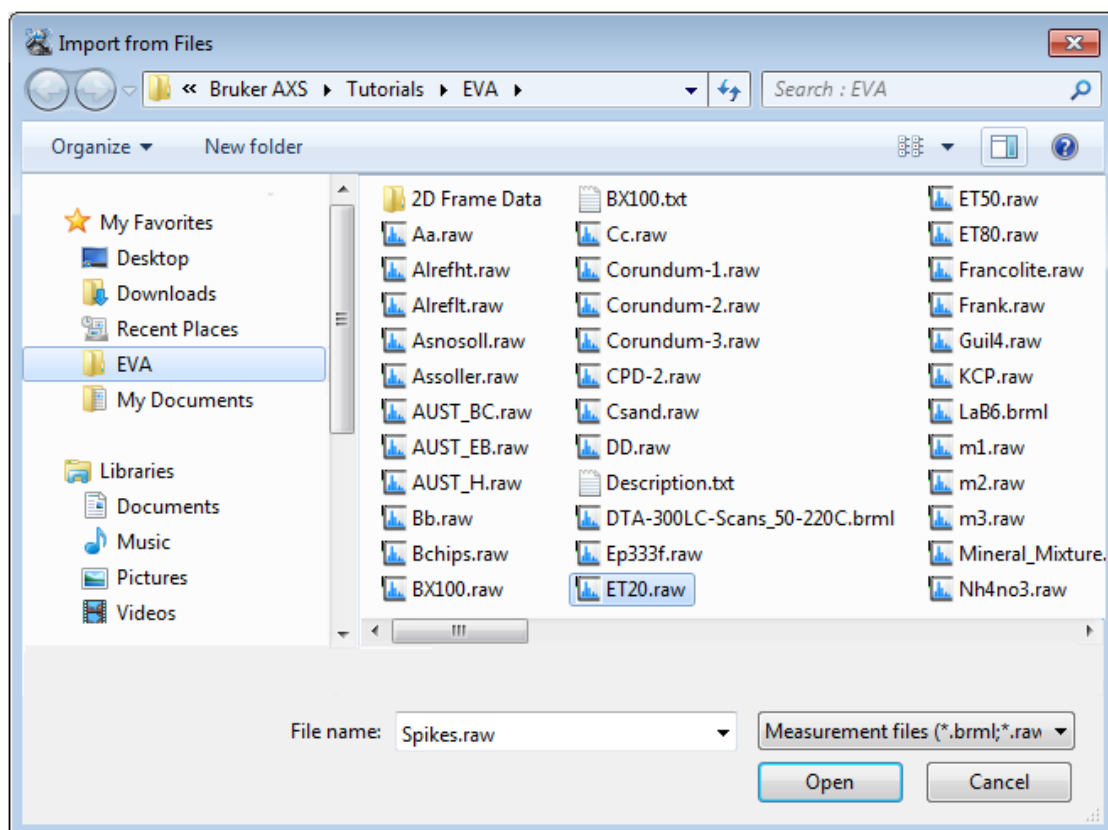 Import from Files
« Bruker AXS ▸ Tutorials ▸ EVA ▸
Search : EVA
Organize
New folder
My Favorites
Desktop
Downloads
Recent Places
EVA
My Documents
Libraries
Documents
Music
Pictures
Videos
2D Frame Data
Aa.raw
Alrefht.raw
Alreflt.raw
Asnosoll.raw
Assoller.raw
AUST_BC.raw
AUST_EB.raw
AUST_H.raw
Bb.raw
Bchips.raw
BX100.raw
BX100.txt
Cc.raw
Corundum-1.raw
Corundum-2.raw
Corundum-3.raw
CPD-2.raw
Csand.raw
DD.raw
Description.txt
DTA-300LC-Scans_50-220C.brml
Ep333f.raw
ET20.raw
ET50.raw
ET80.raw
Francolite.raw
Frank.raw
Guil4.raw
KCP.raw
LaB6.brml
m1.raw
m2.raw
m3.raw
Mineral_Mixture.
Nh4no3.raw
File name: Spikes.raw
Measurement files (*.brml;*.raw
Open
Cancel